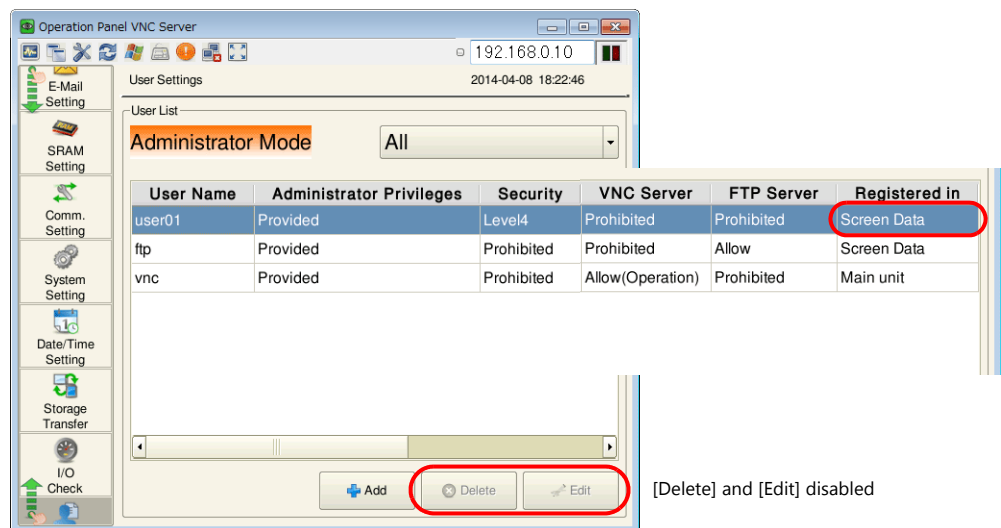 Operation Panel VNC Server
192.168.0.10
E-Mail
Setting
SRAM
Setting
Comm.
Setting
System
Setting
Date/Time
Setting
Storage
Transfer
I/O
Check
User Settings 2014-04-08 18:22:46
User List
Administrator Mode All
User Name Administrator Privileges Security VNC Server FTP Server Registered in
user01 Provided Level4 Prohibited Prohibited Screen Data
ftp Provided Prohibited Prohibited Allow Screen Data
vnc Provided Prohibited Allow(Operation) Prohibited Main unit
Add Delete Edit
[Delete] and [Edit] disabled